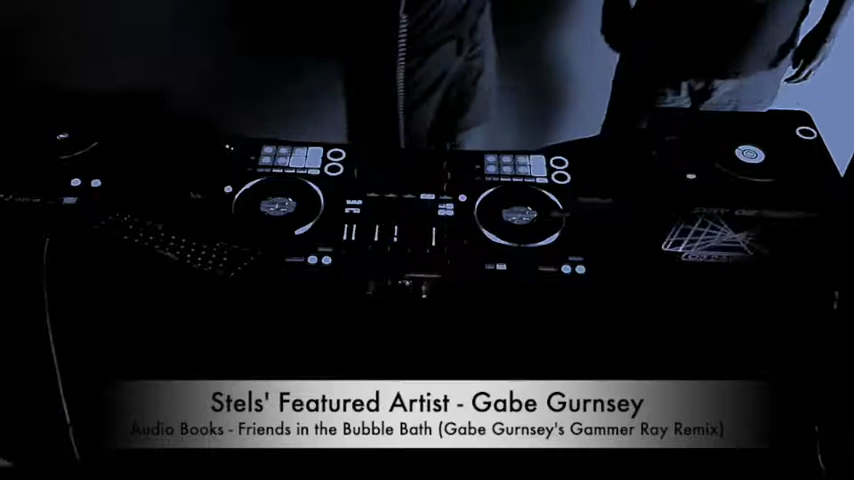 Stels' Featured Artist - Gabe Gurnsey
Audio Books - Friends in the Bubble Bath (Gabe Gurnsey's Gammer Ray Remix)